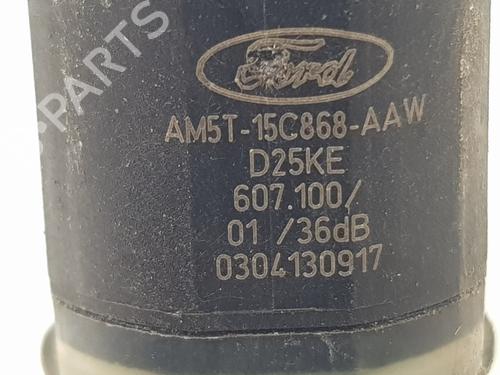 PARTS
Ford
AM5T-15C868-AAW
D25KE
607.100/
01 /36dB
0304130917